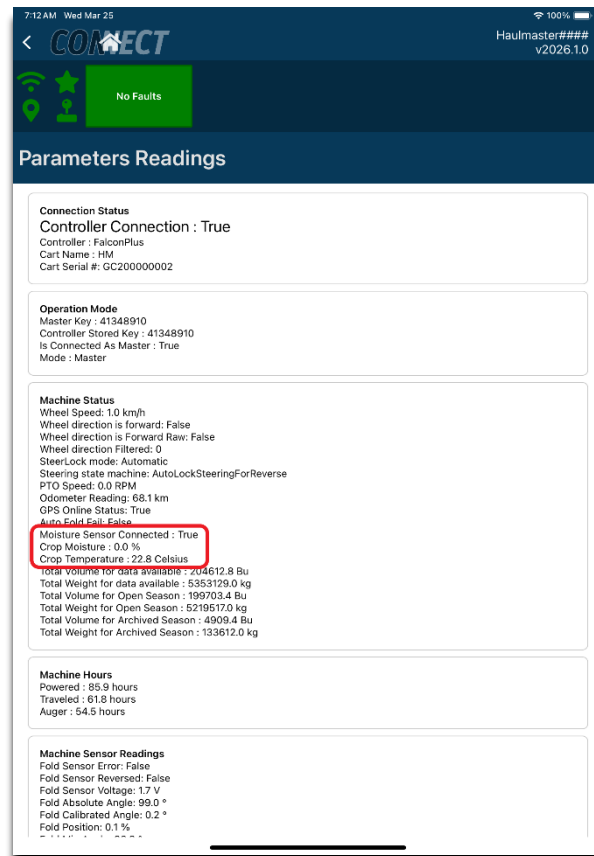 7:12 AM Wed Mar 25
100%
CONNECT
Haulmaster####
v2026.1.0
No Faults
Parameters Readings
Connection Status
Controller Connection : True
Controller : FalconPlus
Cart Name : HM
Cart Serial #: GC200000002
Operation Mode
Master Key : 41348910
Controller Stored Key : 41348910
Is Connected As Master : True
Mode : Master
Machine Status
Wheel Speed: 1.0 km/h
Wheel direction is forward: False
Wheel direction is Forward Raw: False
Wheel direction Filtered: 0
SteerLock mode: Automatic
Steering state machine: AutoLockSteeringForReverse
PTO Speed: 0.0 RPM
Odometer Reading: 68.1 km
GPS Online Status: True
Auto Fold Fail: False
Moisture Sensor Connected : True
Crop Moisture : 0.0 %
Crop Temperature : 22.8 Celsius
Total Volume for data available : 204612.8 Bu
Total Weight for data available : 5353129.0 kg
Total Volume for Open Season : 199703.4 Bu
Total Weight for Open Season : 5219517.0 kg
Total Volume for Archived Season : 4909.4 Bu
Total Weight for Archived Season : 133612.0 kg
Machine Hours
Powered : 85.9 hours
Traveled : 61.8 hours
Auger : 54.5 hours
Machine Sensor Readings
Fold Sensor Error: False
Fold Sensor Reversed: False
Fold Sensor Voltage: 1.7 V
Fold Absolute Angle: 99.0 °
Fold Calibrated Angle: 0.2 °
Fold Position: 0.1 %